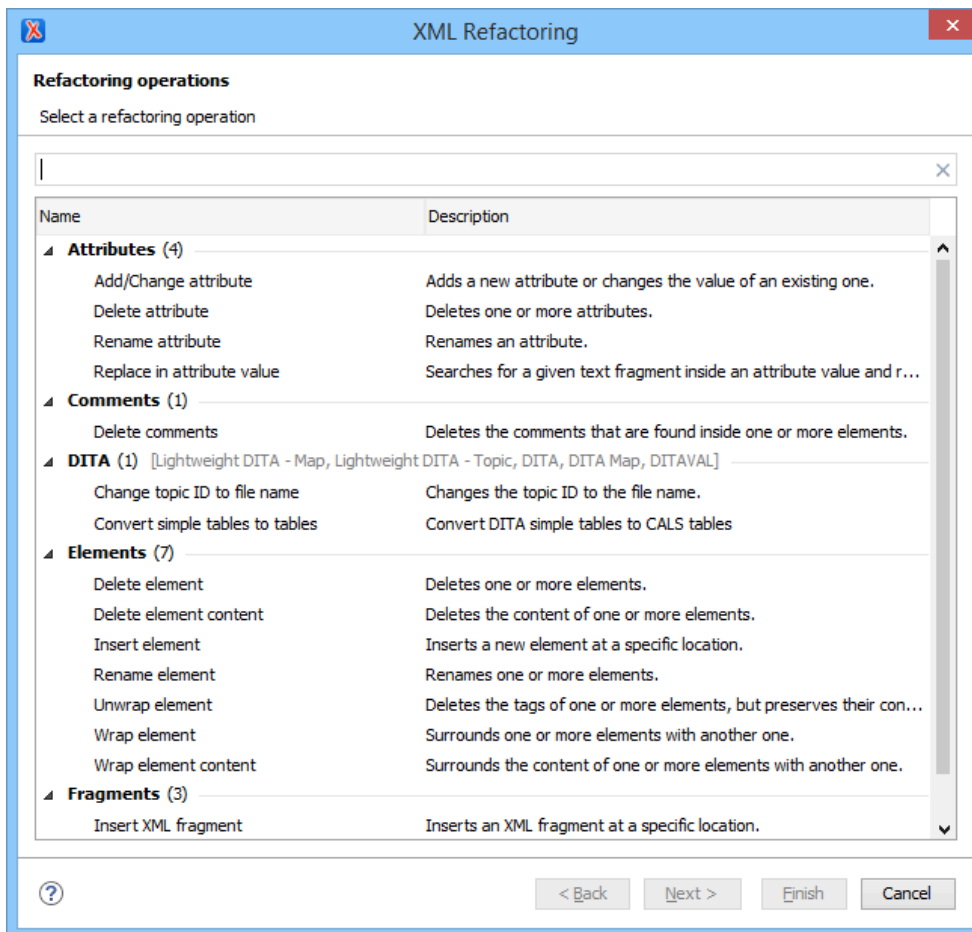 XML Refactoring
Refactoring operations
Select a refactoring operation
Name Description
Attributes (4)
Add/Change attribute Adds a new attribute or changes the value of an existing one.
Delete attribute Deletes one or more attributes.
Rename attribute Renames an attribute.
Replace in attribute value Searches for a given text fragment inside an attribute value and r...
Comments (1)
Delete comments Deletes the comments that are found inside one or more elements.
DITA (1) [Lightweight DITA - Map, Lightweight DITA - Topic, DITA, DITA Map, DITAVAL]
Change topic ID to file name Changes the topic ID to the file name.
Convert simple tables to tables Convert DITA simple tables to CALS tables
Elements (7)
Delete element Deletes one or more elements.
Delete element content Deletes the content of one or more elements.
Insert element Inserts a new element at a specific location.
Rename element Renames one or more elements.
Unwrap element Deletes the tags of one or more elements, but preserves their con...
Wrap element Surrounds one or more elements with another one.
Wrap element content Surrounds the content of one or more elements with another one.
Fragments (3)
Insert XML fragment Inserts an XML fragment at a specific location.
? < Back Next > Finish Cancel